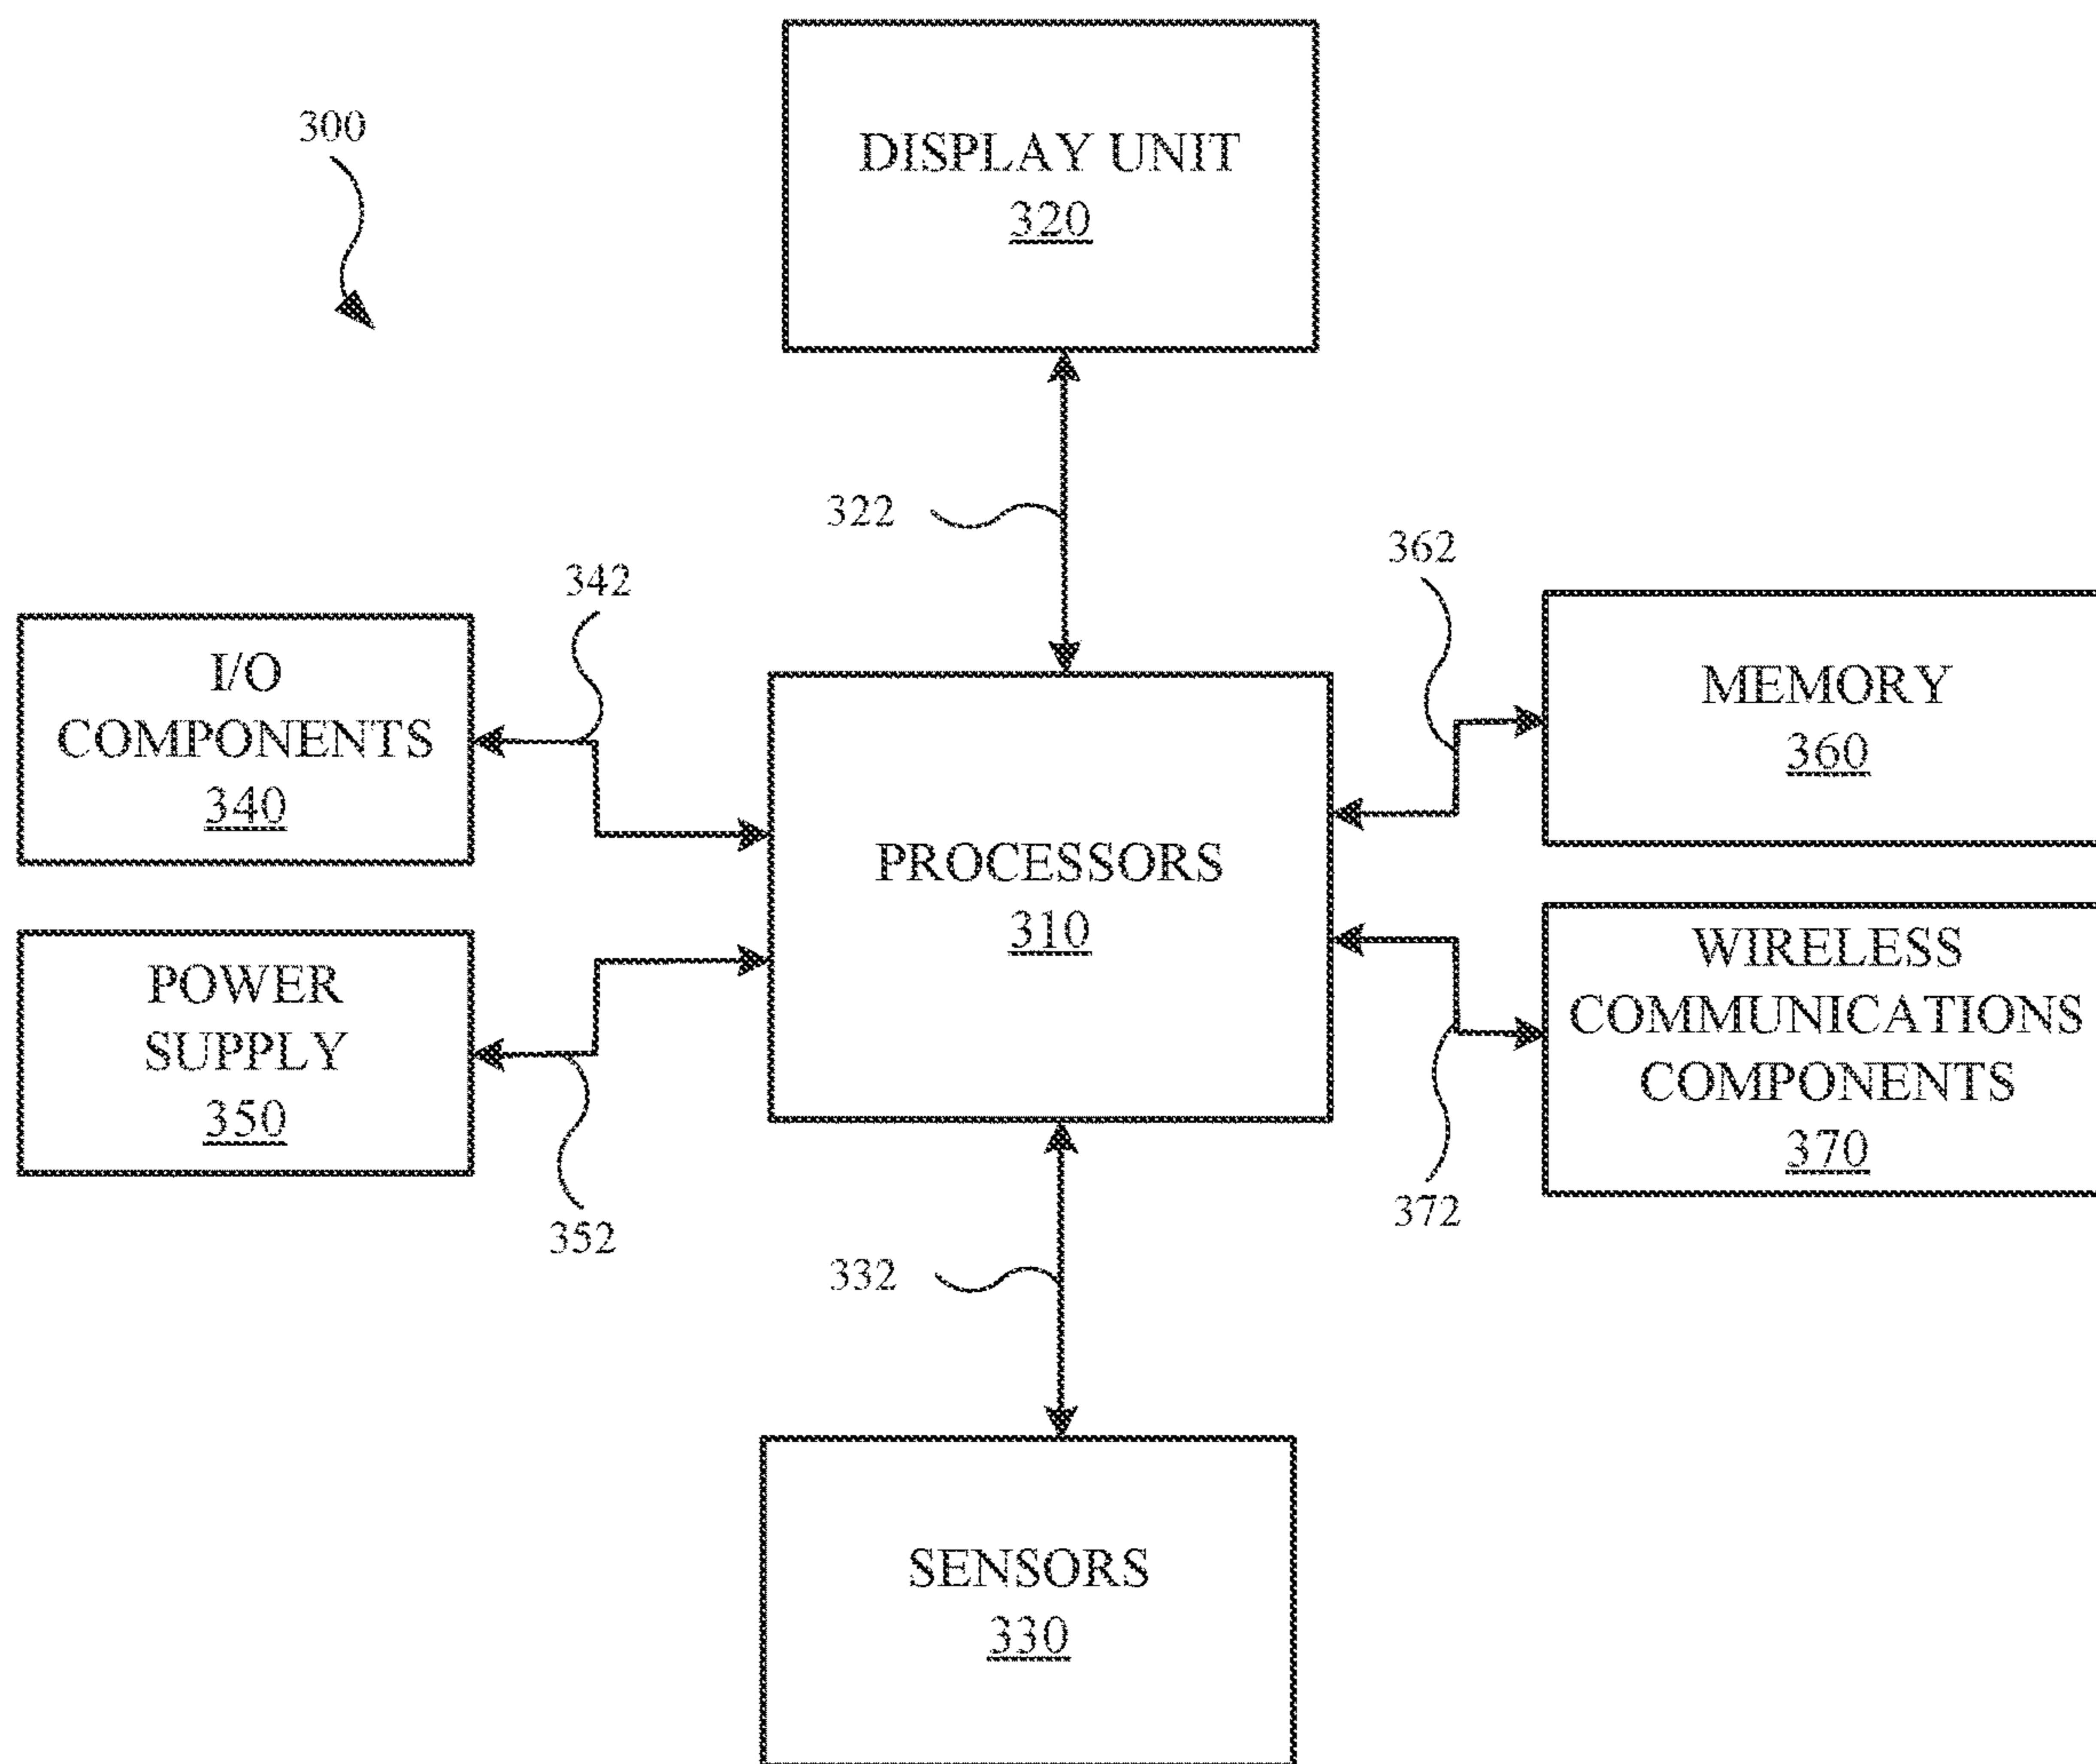 300
DISPLAY UNIT
320
322
362
342
I/O
COMPONENTS
340
MEMORY
360
PROCESSORS
310
POWER
SUPPLY
350
WIRELESS
COMMUNICATIONS
COMPONENTS
370
352
372
332
SENSORS
330